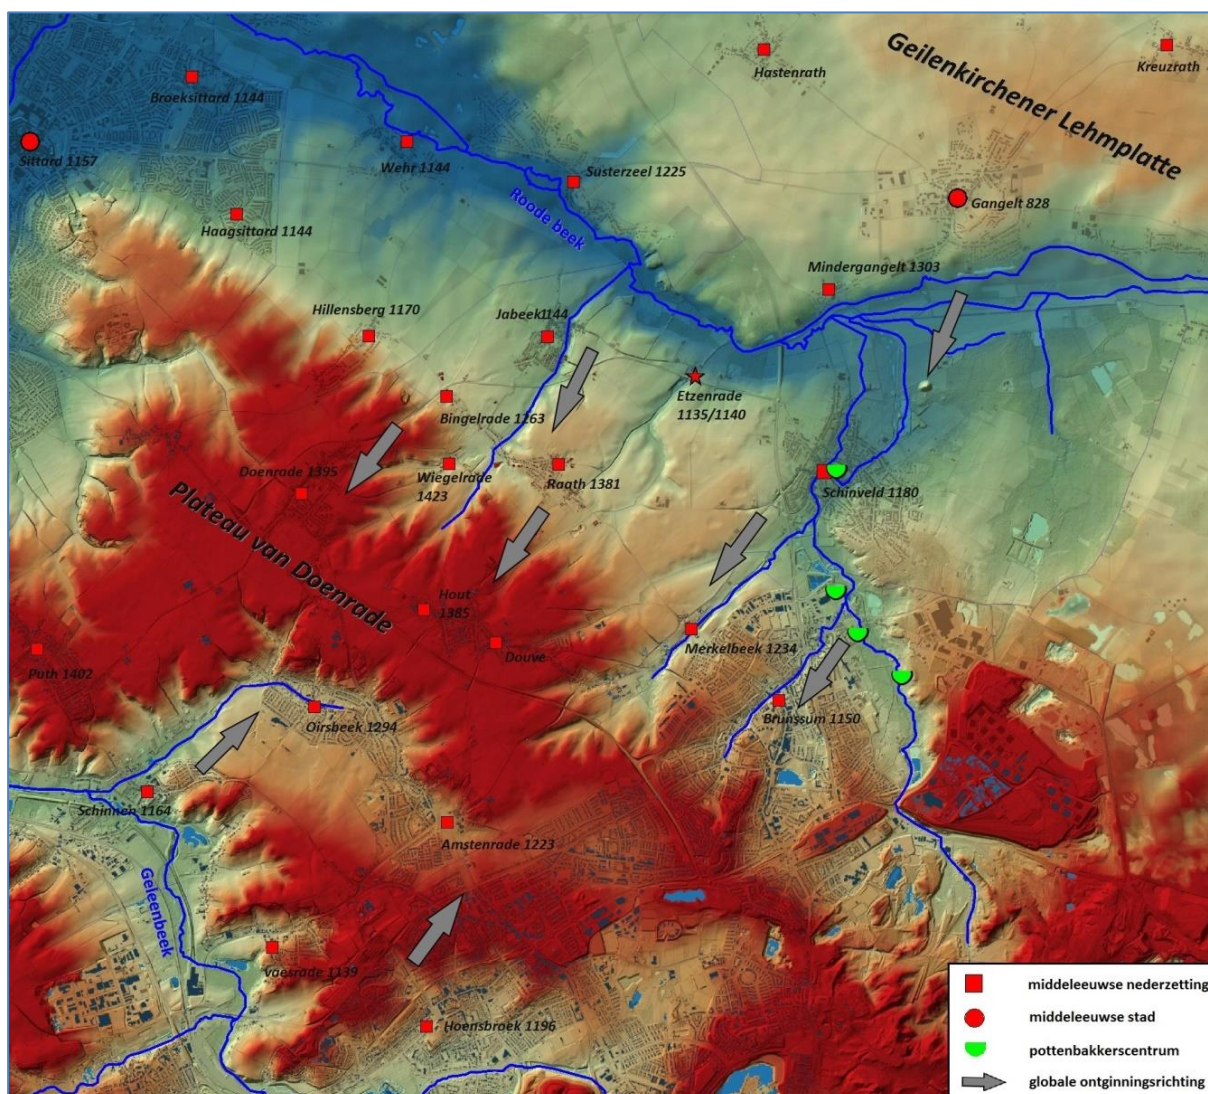 Geilenkirchener Lehmplatte
Hastenrath
Kreuzrath
Broeksittard 1144
Sittard 1157
Wehr 1144
Susterzeel 1225
Gangelt 828
Haagsittard 1144
Roode beek
Mindergangelt 1303
Hillensberg 1170
Jabeek1144
Etzenrade
1135/1140
Bingelrade 1263
Doenrade 1395
Wiegelrade
1423
Raath 1381
Schinveld 1180
Plateau van Doenrade
Hout
1385
Douve
Merkelbeek 1234
Puth 1402
Oirsbeek 1294
Brunssum 1150
Schinnen 1164
Amstenrade 1223
Geleenbeek
Vaesrade 1139
Hoensbroek 1196
middeleeuwse nederzetting
middeleeuwse stad
pottenbakkerscentrum
globale ontginningsrichting